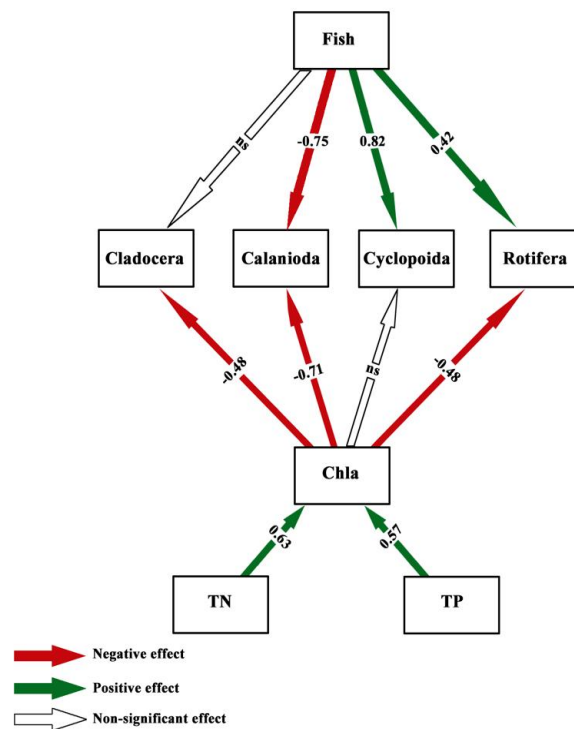 Fish
ns
-0.75
0.82
0.42
Cladocera
Calanioda
Cyclopoida
Rotifera
-0.48
-0.71
ns
-0.48
Chla
0.63
0.57
TN
TP
Negative effect
Positive effect
Non-significant effect